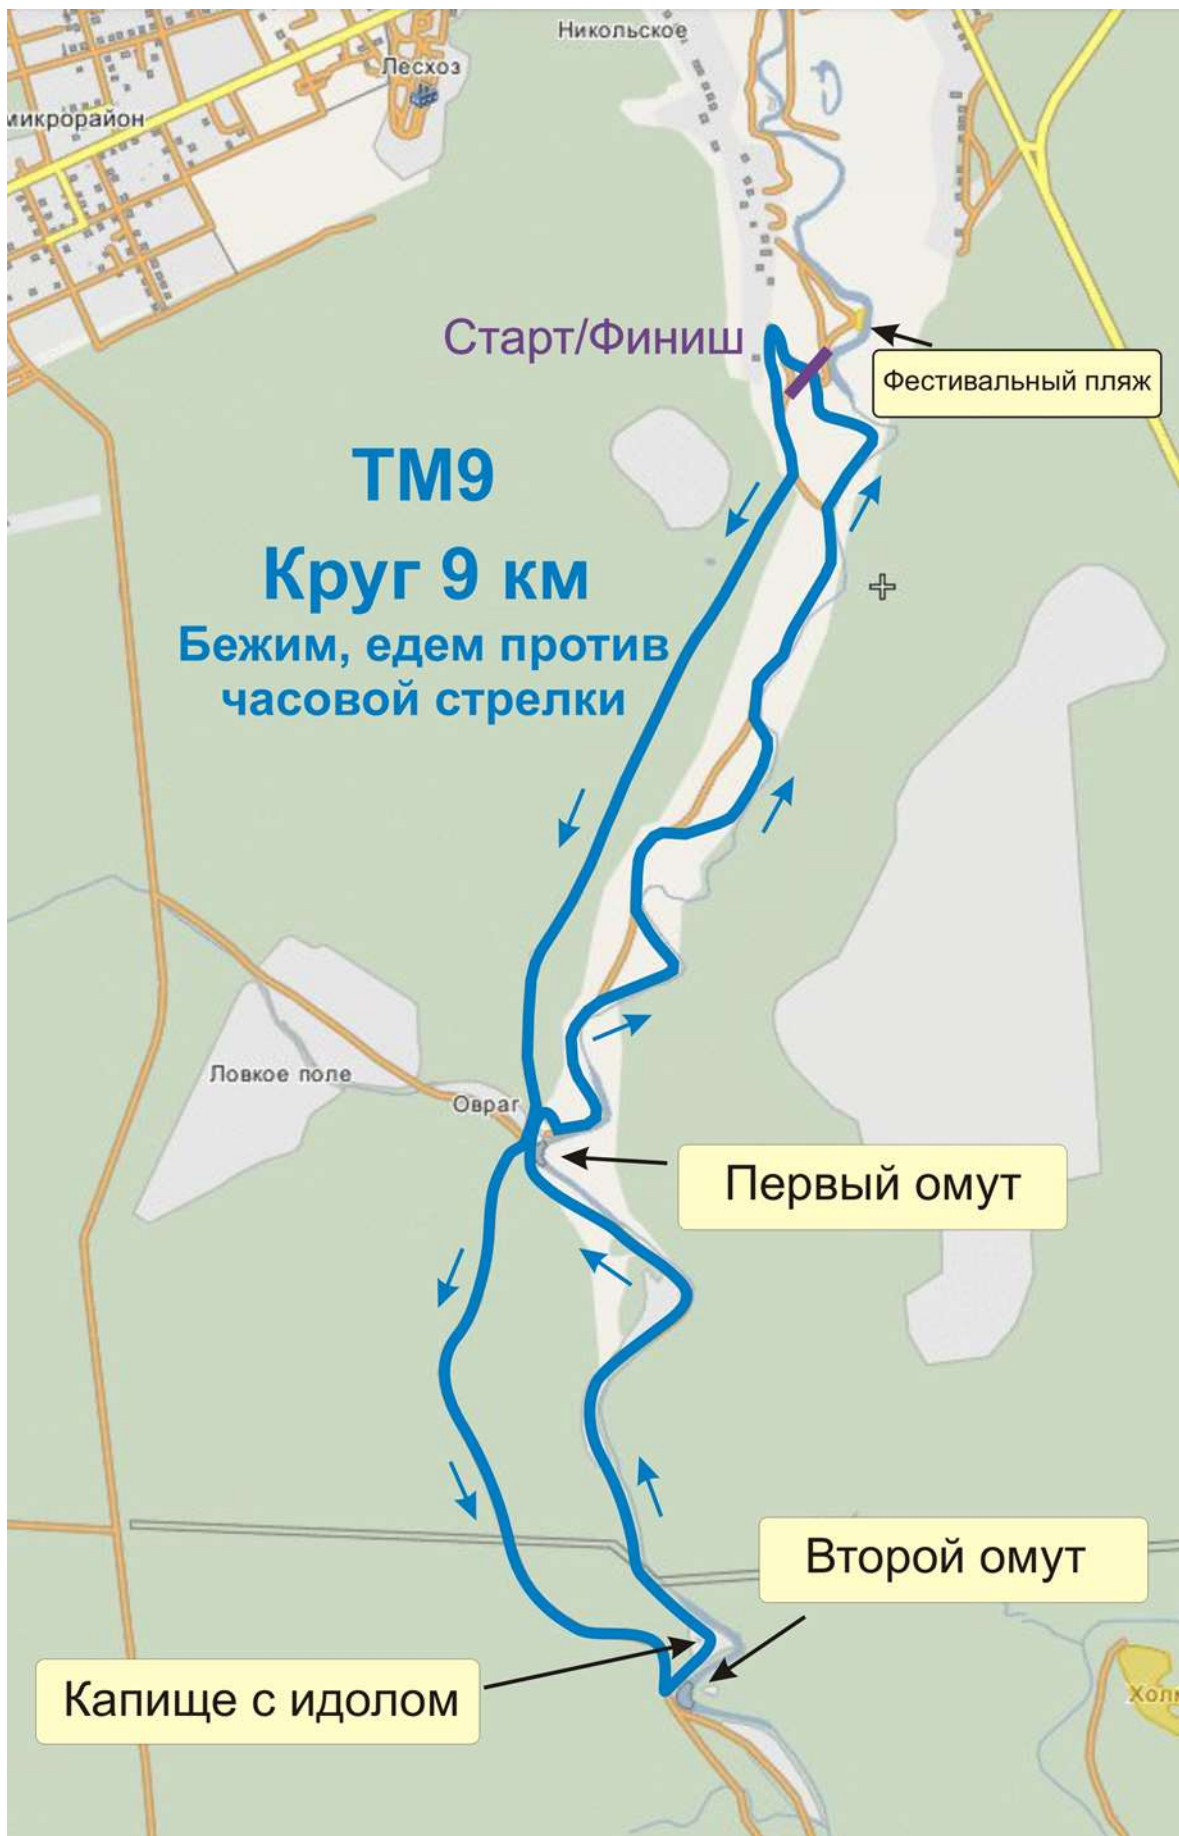 Никольское
Лесхоз
микрорайон
Старт/Финиш
Фестивальный пляж
ТМ9
Круг 9 км
Бежим, едем против
часовой стрелки
Ловкое поле
Овраг
Первый омут
Второй омут
Капище с идолом